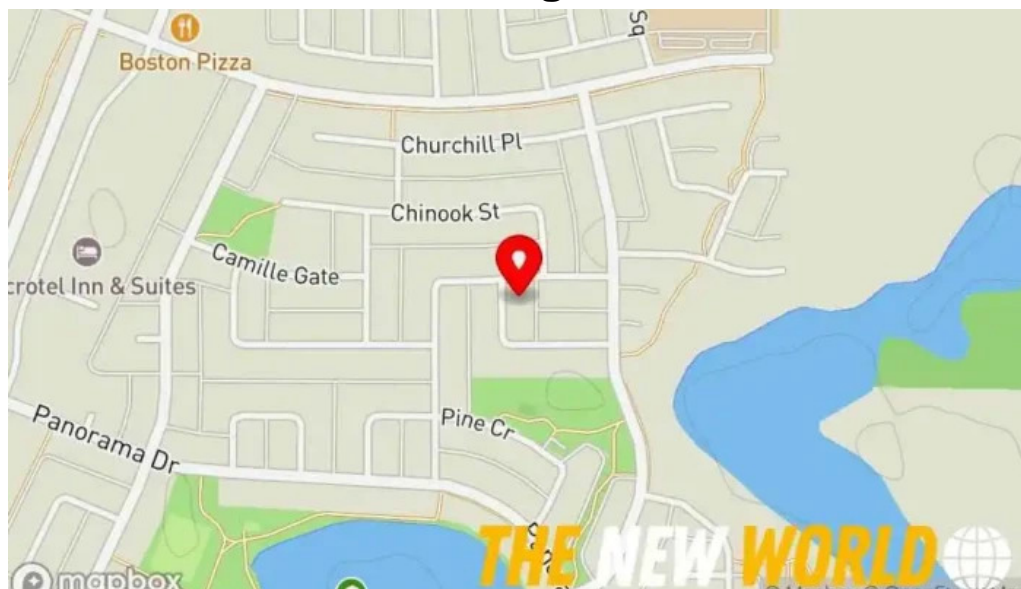 Sq
Boston Pizza
Churchill Pl
Chinook St
Camille Gate
crotel Inn & Suites
Pine Cr
Panorama Dr
THE NEW WORLD
mapbox